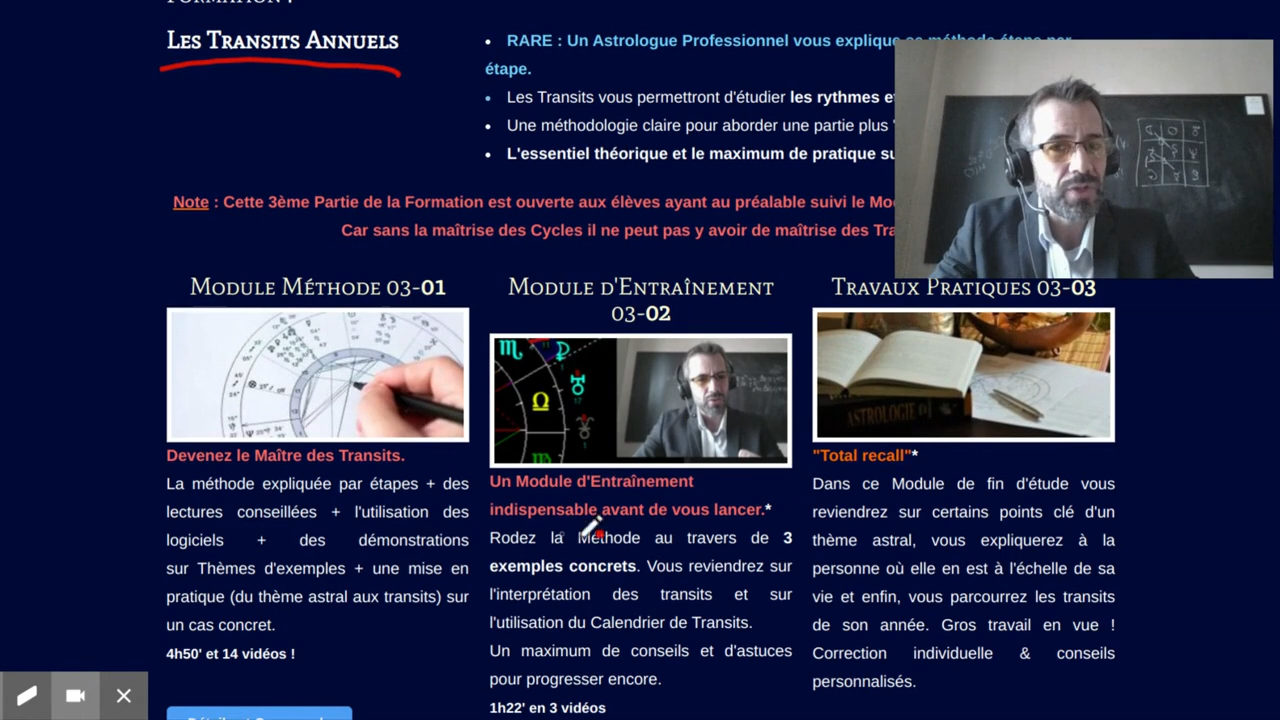 FORMATION :
Les Transits Annuels
• RARE : Un Astrologue Professionnel vous explique sa méthode étape par
étape.
• Les Transits vous permettront d'étudier les rythmes et
• Une méthodologie claire pour aborder une partie plus "
• L'essentiel théorique et le maximum de pratique su
Note : Cette 3ème Partie de la Formation est ouverte aux élèves ayant au préalable suivi le Mo
Car sans la maîtrise des Cycles il ne peut pas y avoir de maîtrise des Tra
Module Méthode 03-01
Devenez le Maître des Transits.
La méthode expliquée par étapes + des
lectures conseillées + l'utilisation des
logiciels + des démonstrations
sur Thèmes d'exemples + une mise en
pratique (du thème astral aux transits) sur
un cas concret.
4h50' et 14 vidéos !
Module d'Entraînement
03-02
Un Module d'Entraînement
indispensable avant de vous lancer.*
Rodez la Méthode au travers de 3
exemples concrets. Vous reviendrez sur
l'interprétation des transits et sur
l'utilisation du Calendrier de Transits.
Un maximum de conseils et d'astuces
pour progresser encore.
1h22' en 3 vidéos
Travaux Pratiques 03-03
ASTROLOGIE
"Total recall"*
Dans ce Module de fin d'étude vous
reviendrez sur certains points clé d'un
thème astral, vous expliquerez à la
personne où elle en est à l'échelle de sa
vie et enfin, vous parcourrez les transits
de son année. Gros travail en vue !
Correction individuelle & conseils
personnalisés.